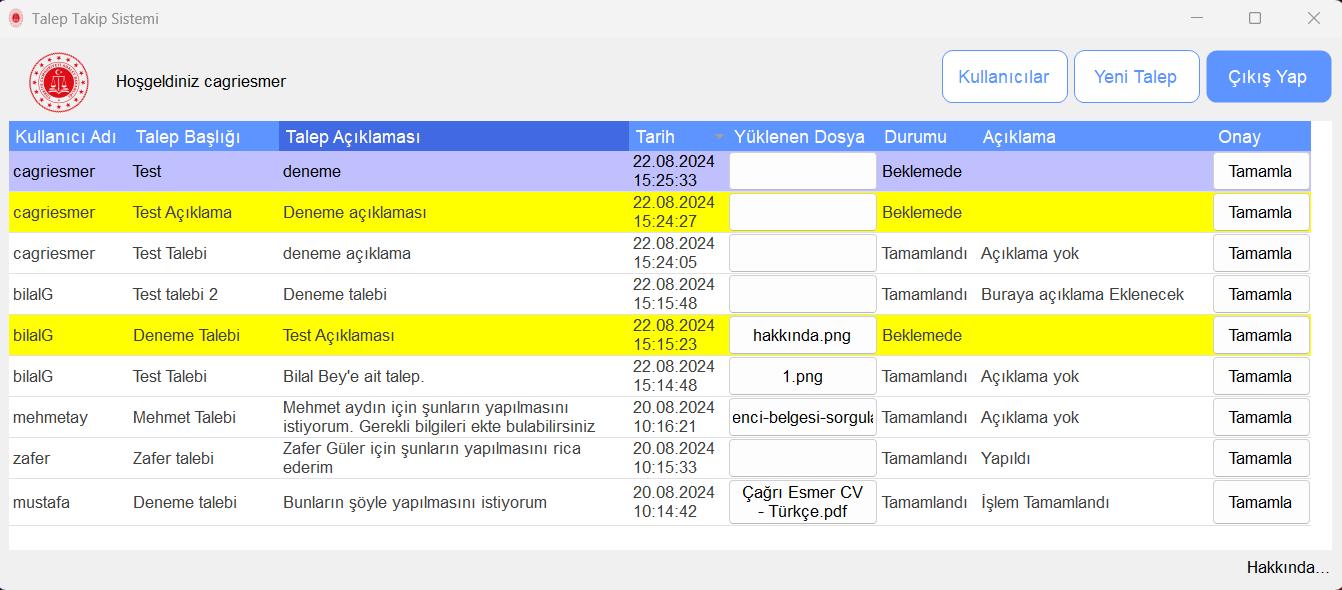 Talep Takip Sistemi
Hoşgeldiniz cagriesmer
Kullanıcılar
Yeni Talep
Çıkış Yap
Kullanıcı Adı Talep Başlığı Talep Açıklaması Tarih Yüklenen Dosya Durumu Açıklama Onay
cagriesmer Test deneme 22.08.2024 15:25:33 Beklemede Tamamla
cagriesmer Test Açıklama Deneme açıklaması 22.08.2024 15:24:27 Beklemede Tamamla
cagriesmer Test Talebi deneme açıklama 22.08.2024 15:24:05 Tamamlandı Açıklama yok Tamamla
bilalG Test talebi 2 Deneme talebi 22.08.2024 15:15:48 Tamamlandı Buraya açıklama Eklenecek Tamamla
bilalG Deneme Talebi Test Açıklaması 22.08.2024 15:15:23 hakkında.png Beklemede Tamamla
bilalG Test Talebi Bilal Bey'e ait talep. 22.08.2024 15:14:48 1.png Tamamlandı Açıklama yok Tamamla
mehmetay Mehmet Talebi Mehmet aydın için şunların yapılmasını istiyorum. Gerekli bilgileri ekte bulabilirsiniz 20.08.2024 10:16:21 enci-belgesi-sorgula Tamamlandı Açıklama yok Tamamla
zafer Zafer talebi Zafer Güler için şunların yapılmasını rica ederim 20.08.2024 10:15:33 Tamamlandı Yapıldı Tamamla
mustafa Deneme talebi Bunların şöyle yapılmasını istiyorum 20.08.2024 10:14:42 Çağrı Esmer CV - Türkçe.pdf Tamamlandı İşlem Tamamlandı Tamamla
Hakkında...